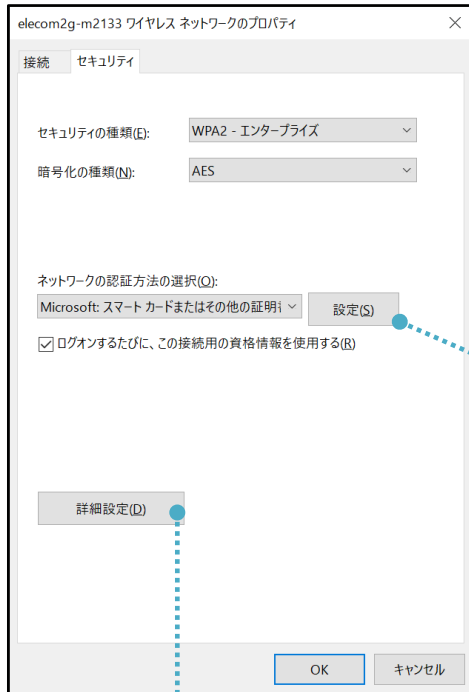 elecom2g-m2133 ワイヤレス ネットワークのプロパティ
接続 セキュリティ
セキュリティの種類(E): WPA2 - エンタープライズ
暗号化の種類(N): AES
ネットワークの認証方法の選択(O):
Microsoft: スマート カードまたはその他の証明 設定(S)
ログオンするたびに、この接続用の資格情報を使用する(R)
詳細設定(D)
OK キャンセル